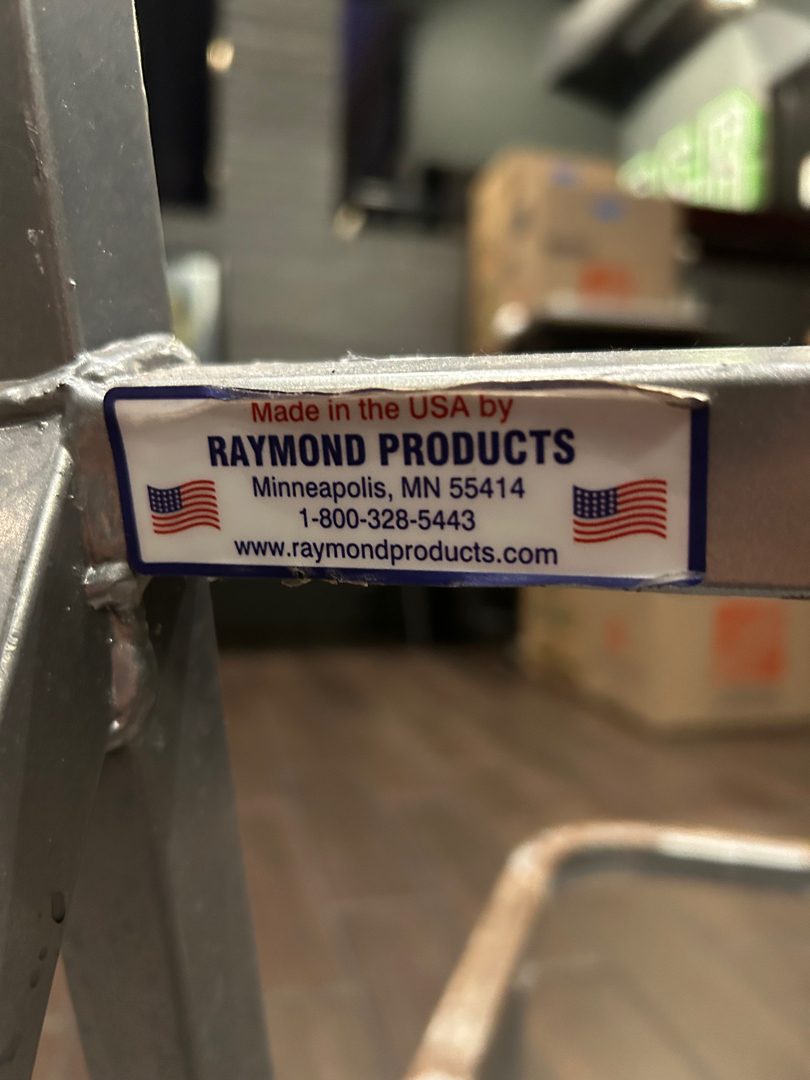 Made in the USA by
RAYMOND PRODUCTS
Minneapolis, MN 55414
1-800-328-5443
www.raymondproducts.com